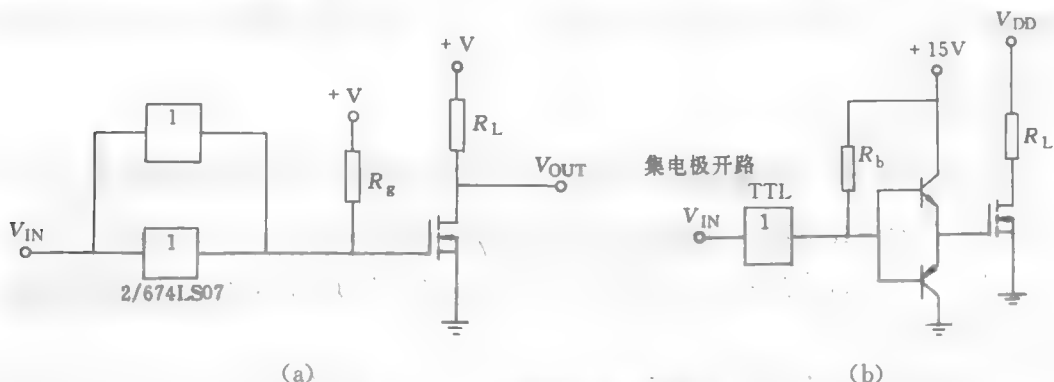 + V
+ V
1
R_g
R_L
V_OUT
V_IN
1
2/674LS07
(a)
V_DD
+ 15V
R_b
R_L
集电极开路
TTL
V_IN
1
(b)